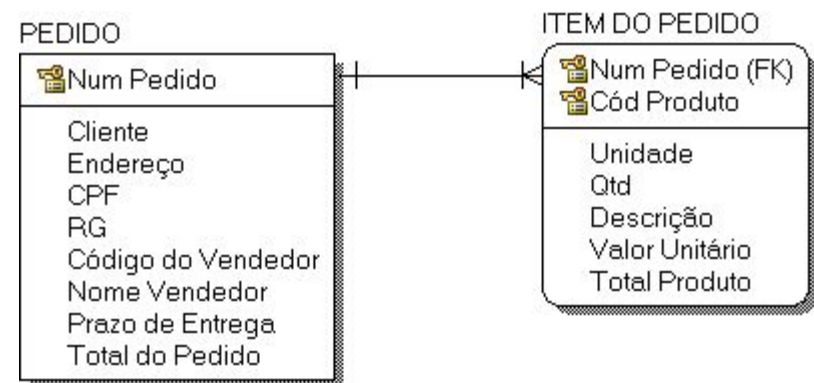 PEDIDO
Num Pedido
Cliente
Endereço
CPF
RG
Código do Vendedor
Nome Vendedor
Prazo de Entrega
Total do Pedido
ITEM DO PEDIDO
Num Pedido (FK)
Cód Produto
Unidade
Qtd
Descrição
Valor Unitário
Total Produto